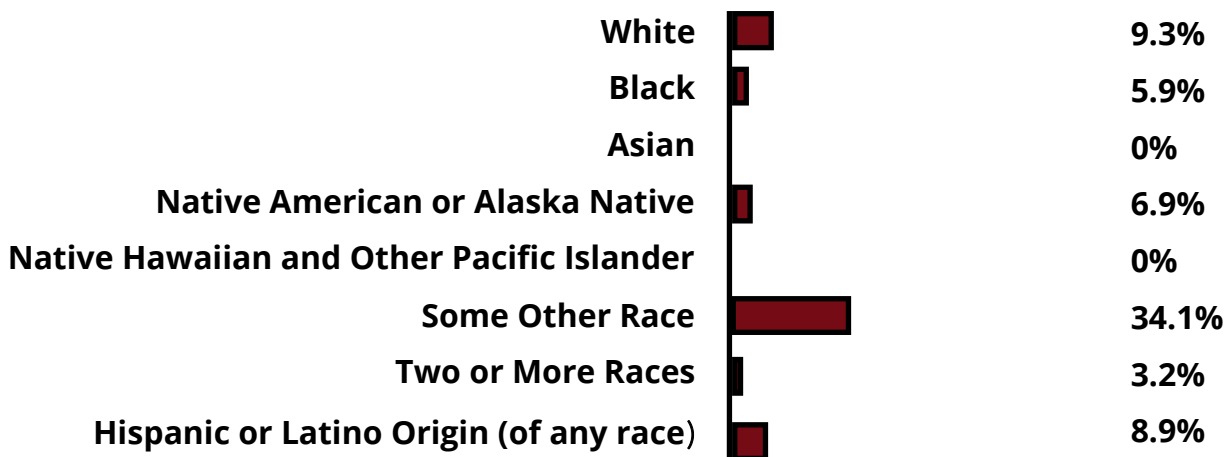 White 9.3%
Black 5.9%
Asian 0%
Native American or Alaska Native 6.9%
Native Hawaiian and Other Pacific Islander 0%
Some Other Race 34.1%
Two or More Races 3.2%
Hispanic or Latino Origin (of any race) 8.9%